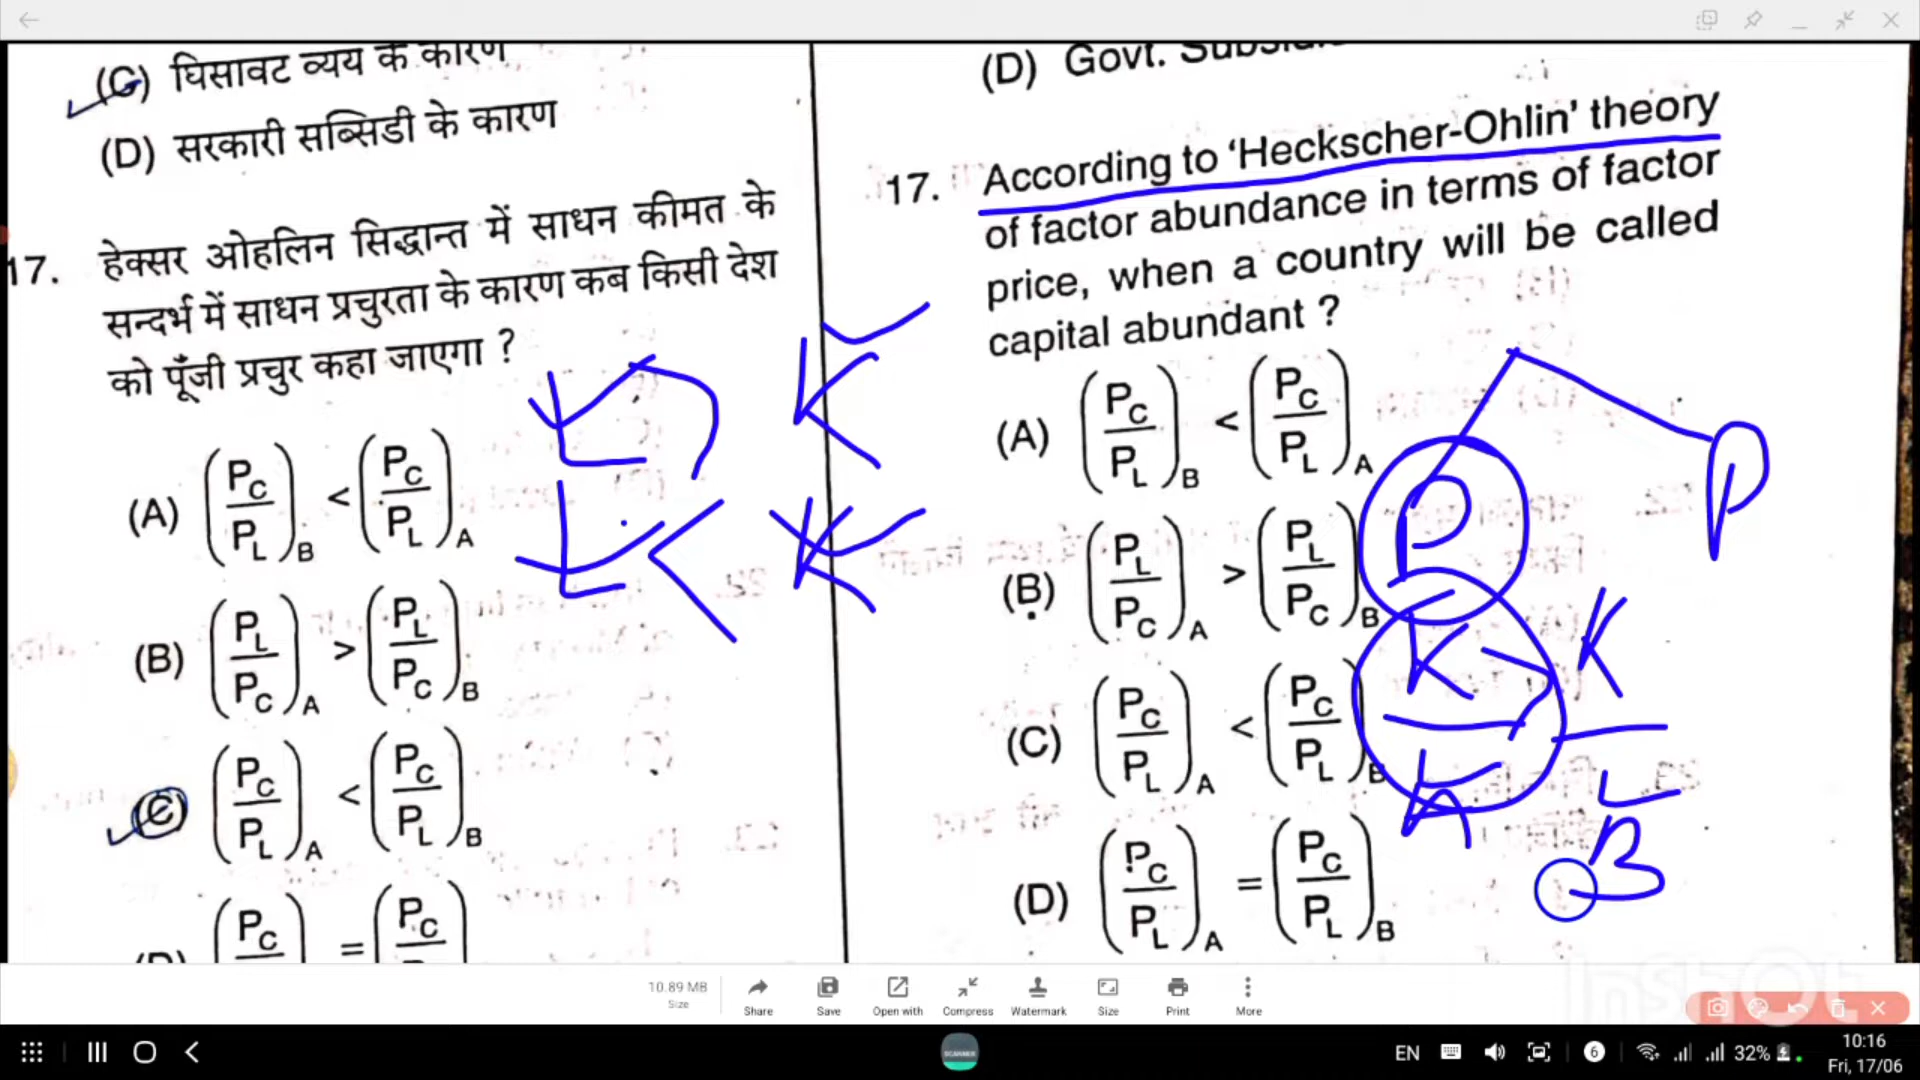 (C) घिसावट व्यय के कारण
(D) सरकारी सब्सिडी के कारण
17. हेक्सर ओहलिन सिद्धान्त में साधन कीमत के
सन्दर्भ में साधन प्रचुरता के कारण कब किसी देश
को पूँजी प्रचुर कहा जाएगा ?
(A) (PC/PL)B < (PC/PL)A
(B) (PL/PC)A > (PL/PC)B
(C) (PC/PL)A < (PC/PL)B
(D) (PC = (PC
L K
L < K
(D) Govt.
17. According to ‘Heckscher-Ohlin’ theory
of factor abundance in terms of factor
price, when a country will be called
capital abundant ?
(A) (PC/PL)B < (PC/PL)A
(B) (PL/PC)A > (PL/PC)B
(C) (PC/PL)A < (PC/PL)B
(D) (PC/PL)A = (PC/PL)B
P P
K > K
L L
A B
10.89 MB
Size
Share
Save
Open with
Compress
Watermark
Size
Print
More
InShot
SCANNER
EN
6
32%
10:16
Fri, 17/06